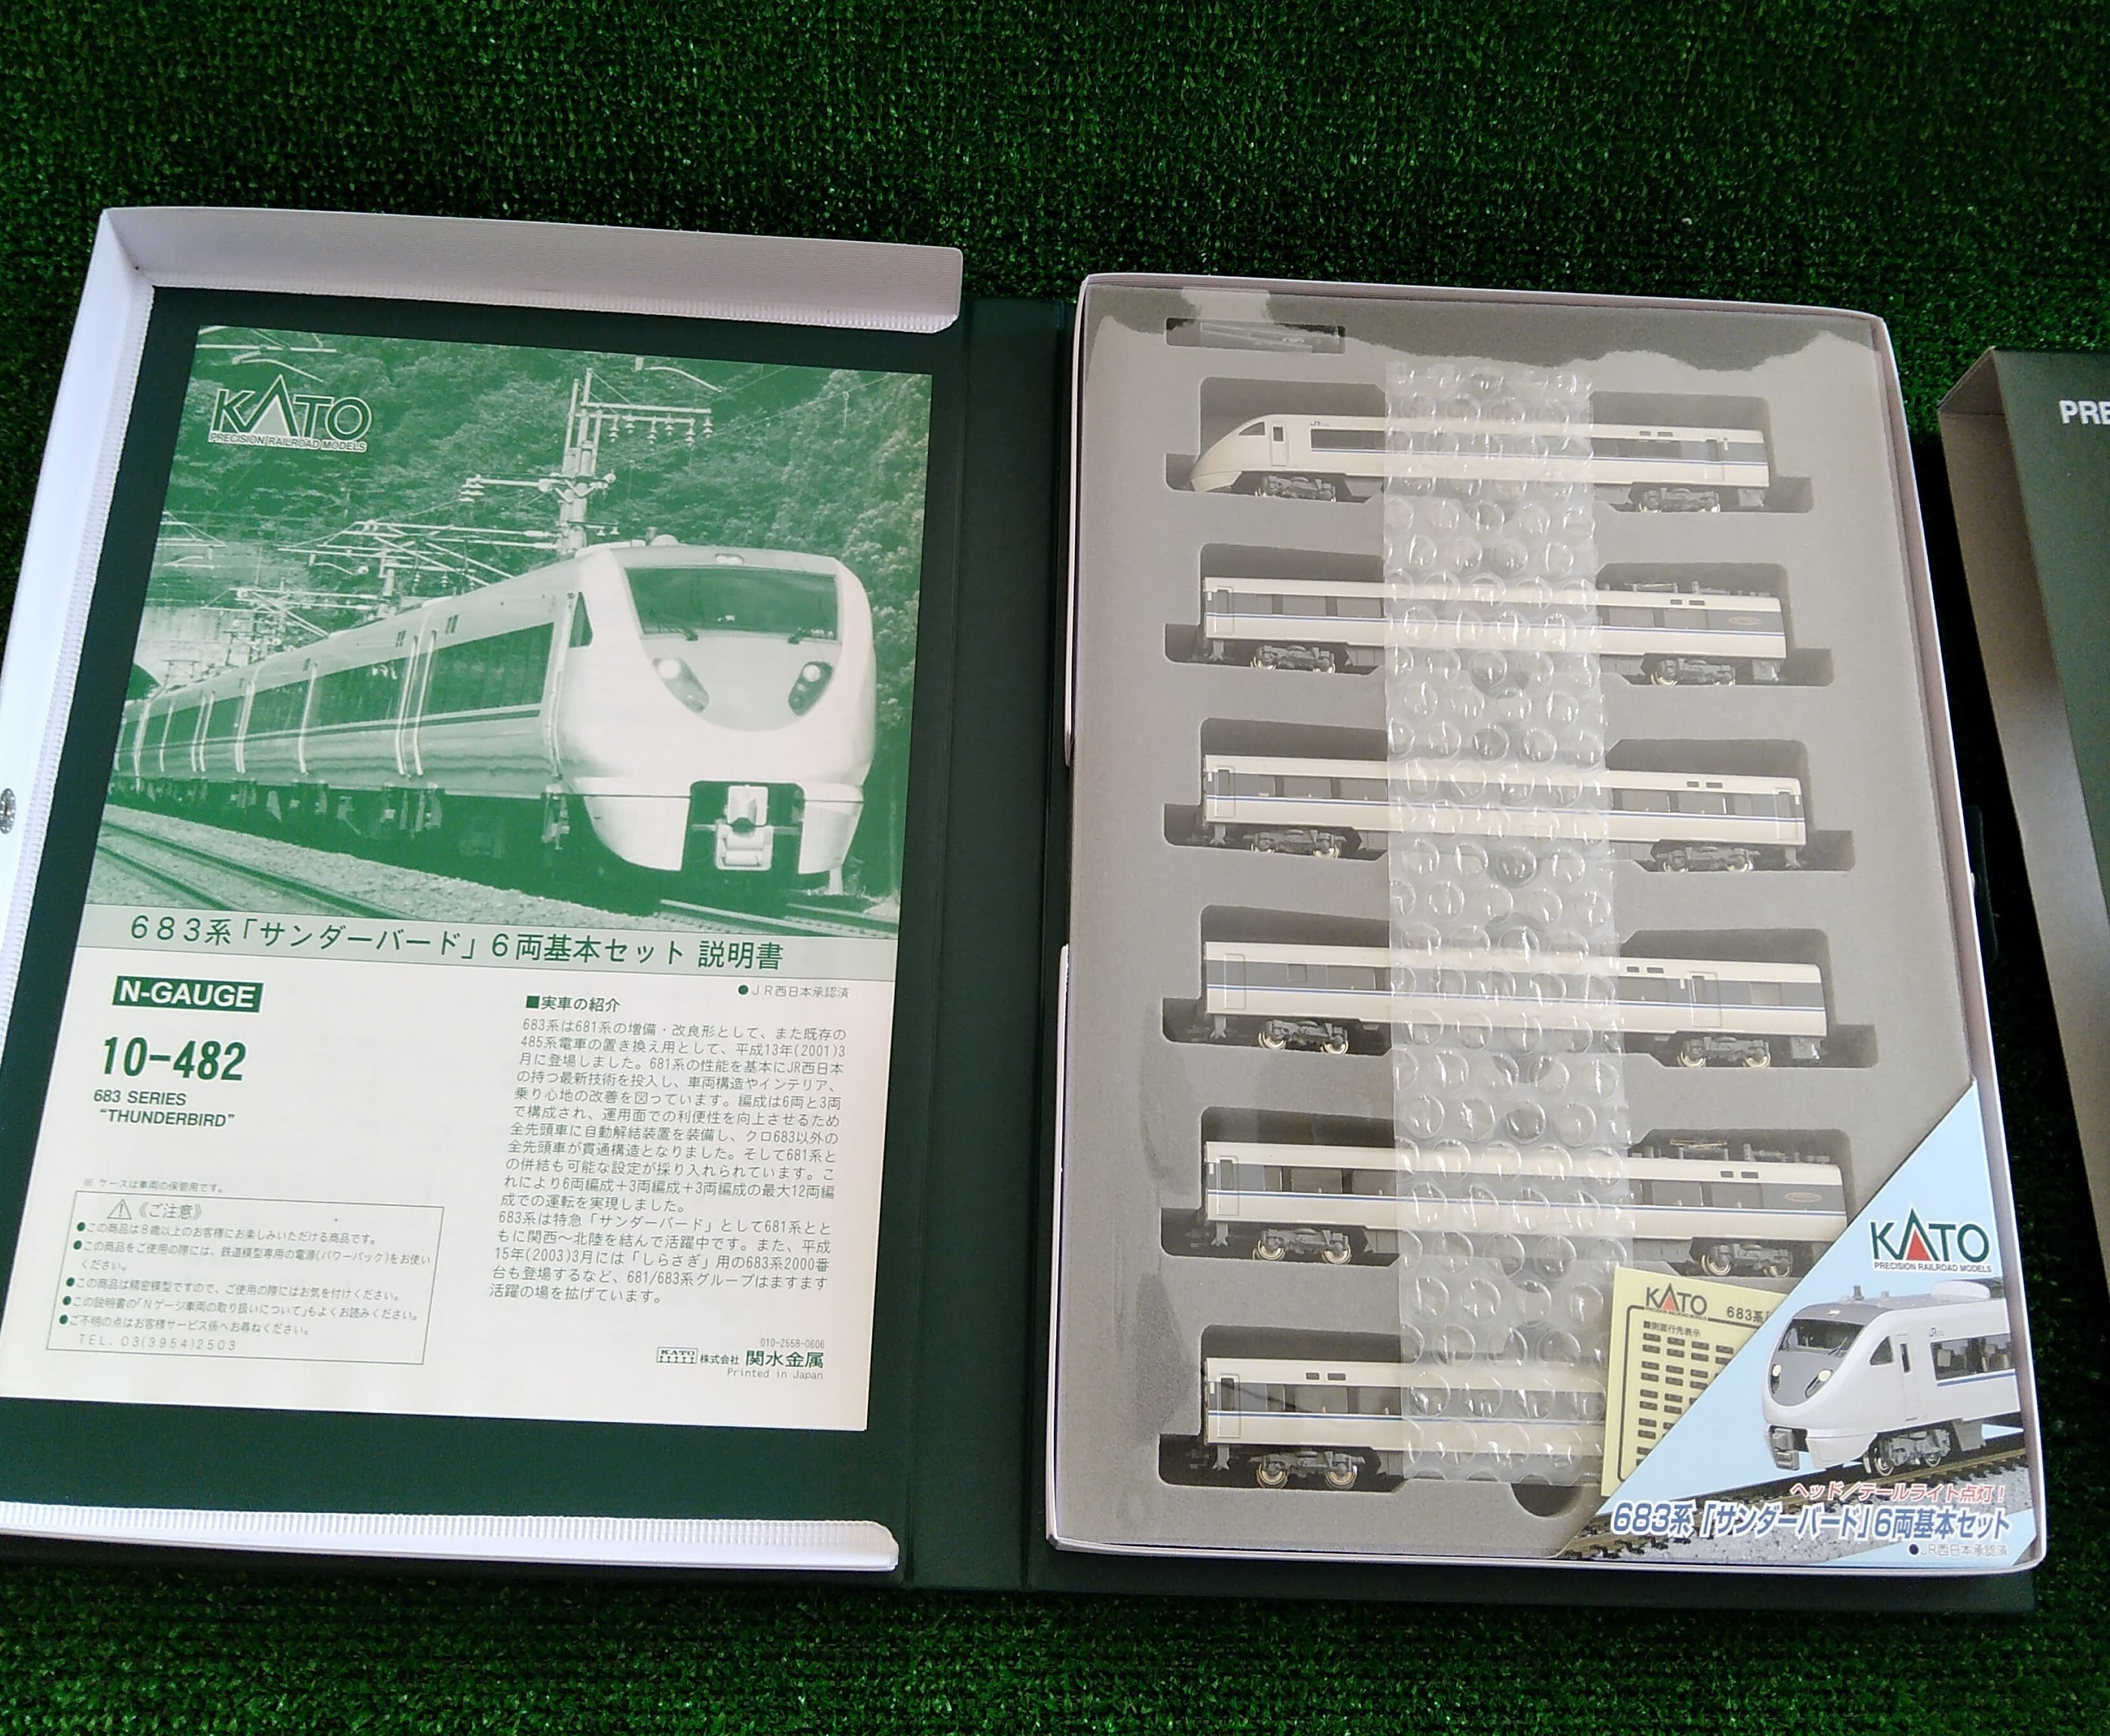 KATO
PRECISION RAILROAD MODELS
683系「サンダーバード」6両基本セット 説明書
●JR西日本承認済
N-GAUGE
10-482
683 SERIES
“THUNDERBIRD”
■実車の紹介
683系は681系の増備・改良形として、また既存の
485系電車の置き換え用として、平成13年(2001)3
月に登場しました。681系の性能を基本にJR西日本
の持つ最新技術を投入し、車両構造やインテリア、
乗り心地の改善を図っています。編成は6両と3両
で構成され、運用面での利便性を向上させるため
全先頭車に自動解結装置を装備し、クロ683以外の
全先頭車が貫通構造となりました。そして681系と
の併結も可能な設定が採り入れられています。こ
れにより6両編成＋3両編成＋3両編成の最大12両編
成での運転を実現しました。
683系は特急「サンダーバード」として681系とと
もに関西～北陸を結んで活躍中です。また、平成
15年(2003)3月には「しらさぎ」用の683系2000番
台も登場するなど、681/683系グループはますます
活躍の場を拡げています。
※ ケースは車両の保管用です。
《ご注意》
●この商品は8歳以上のお客様にお楽しみいただける商品です。
●この商品をご使用の際には、鉄道模型専用の電源(パワーパック)をお使い
ください。
●この商品は精密模型ですので、ご使用の際にはお気を付けください。
●この説明書の「Nゲージ車両の取り扱いについて」もよくお読みください。
●ご不明の点はお客様サービス係へお尋ねください。
TEL. 03(3954)2503
010-2558-0606
KATO 株式会社 関水金属
Printed in Japan
KATO 683系
■側面行先表示
KATO
PRECISION RAILROAD MODELS
ヘッド／テールライト点灯！
683系「サンダーバード」6両基本セット
●JR西日本承認済
PRE